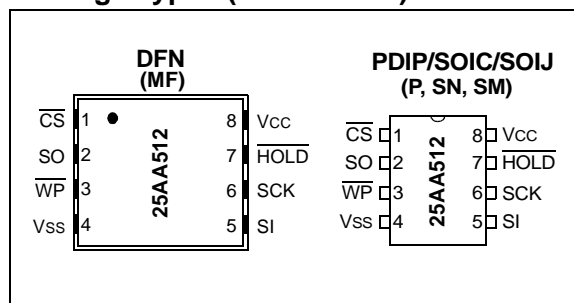 DFN
(MF)
CS 1 8 VCC
SO 2 7 HOLD
WP 3 6 SCK
VSS 4 5 SI
25AA512
PDIP/SOIC/SOIJ
(P, SN, SM)
CS 1 8 VCC
SO 2 7 HOLD
WP 3 6 SCK
VSS 4 5 SI
25AA512